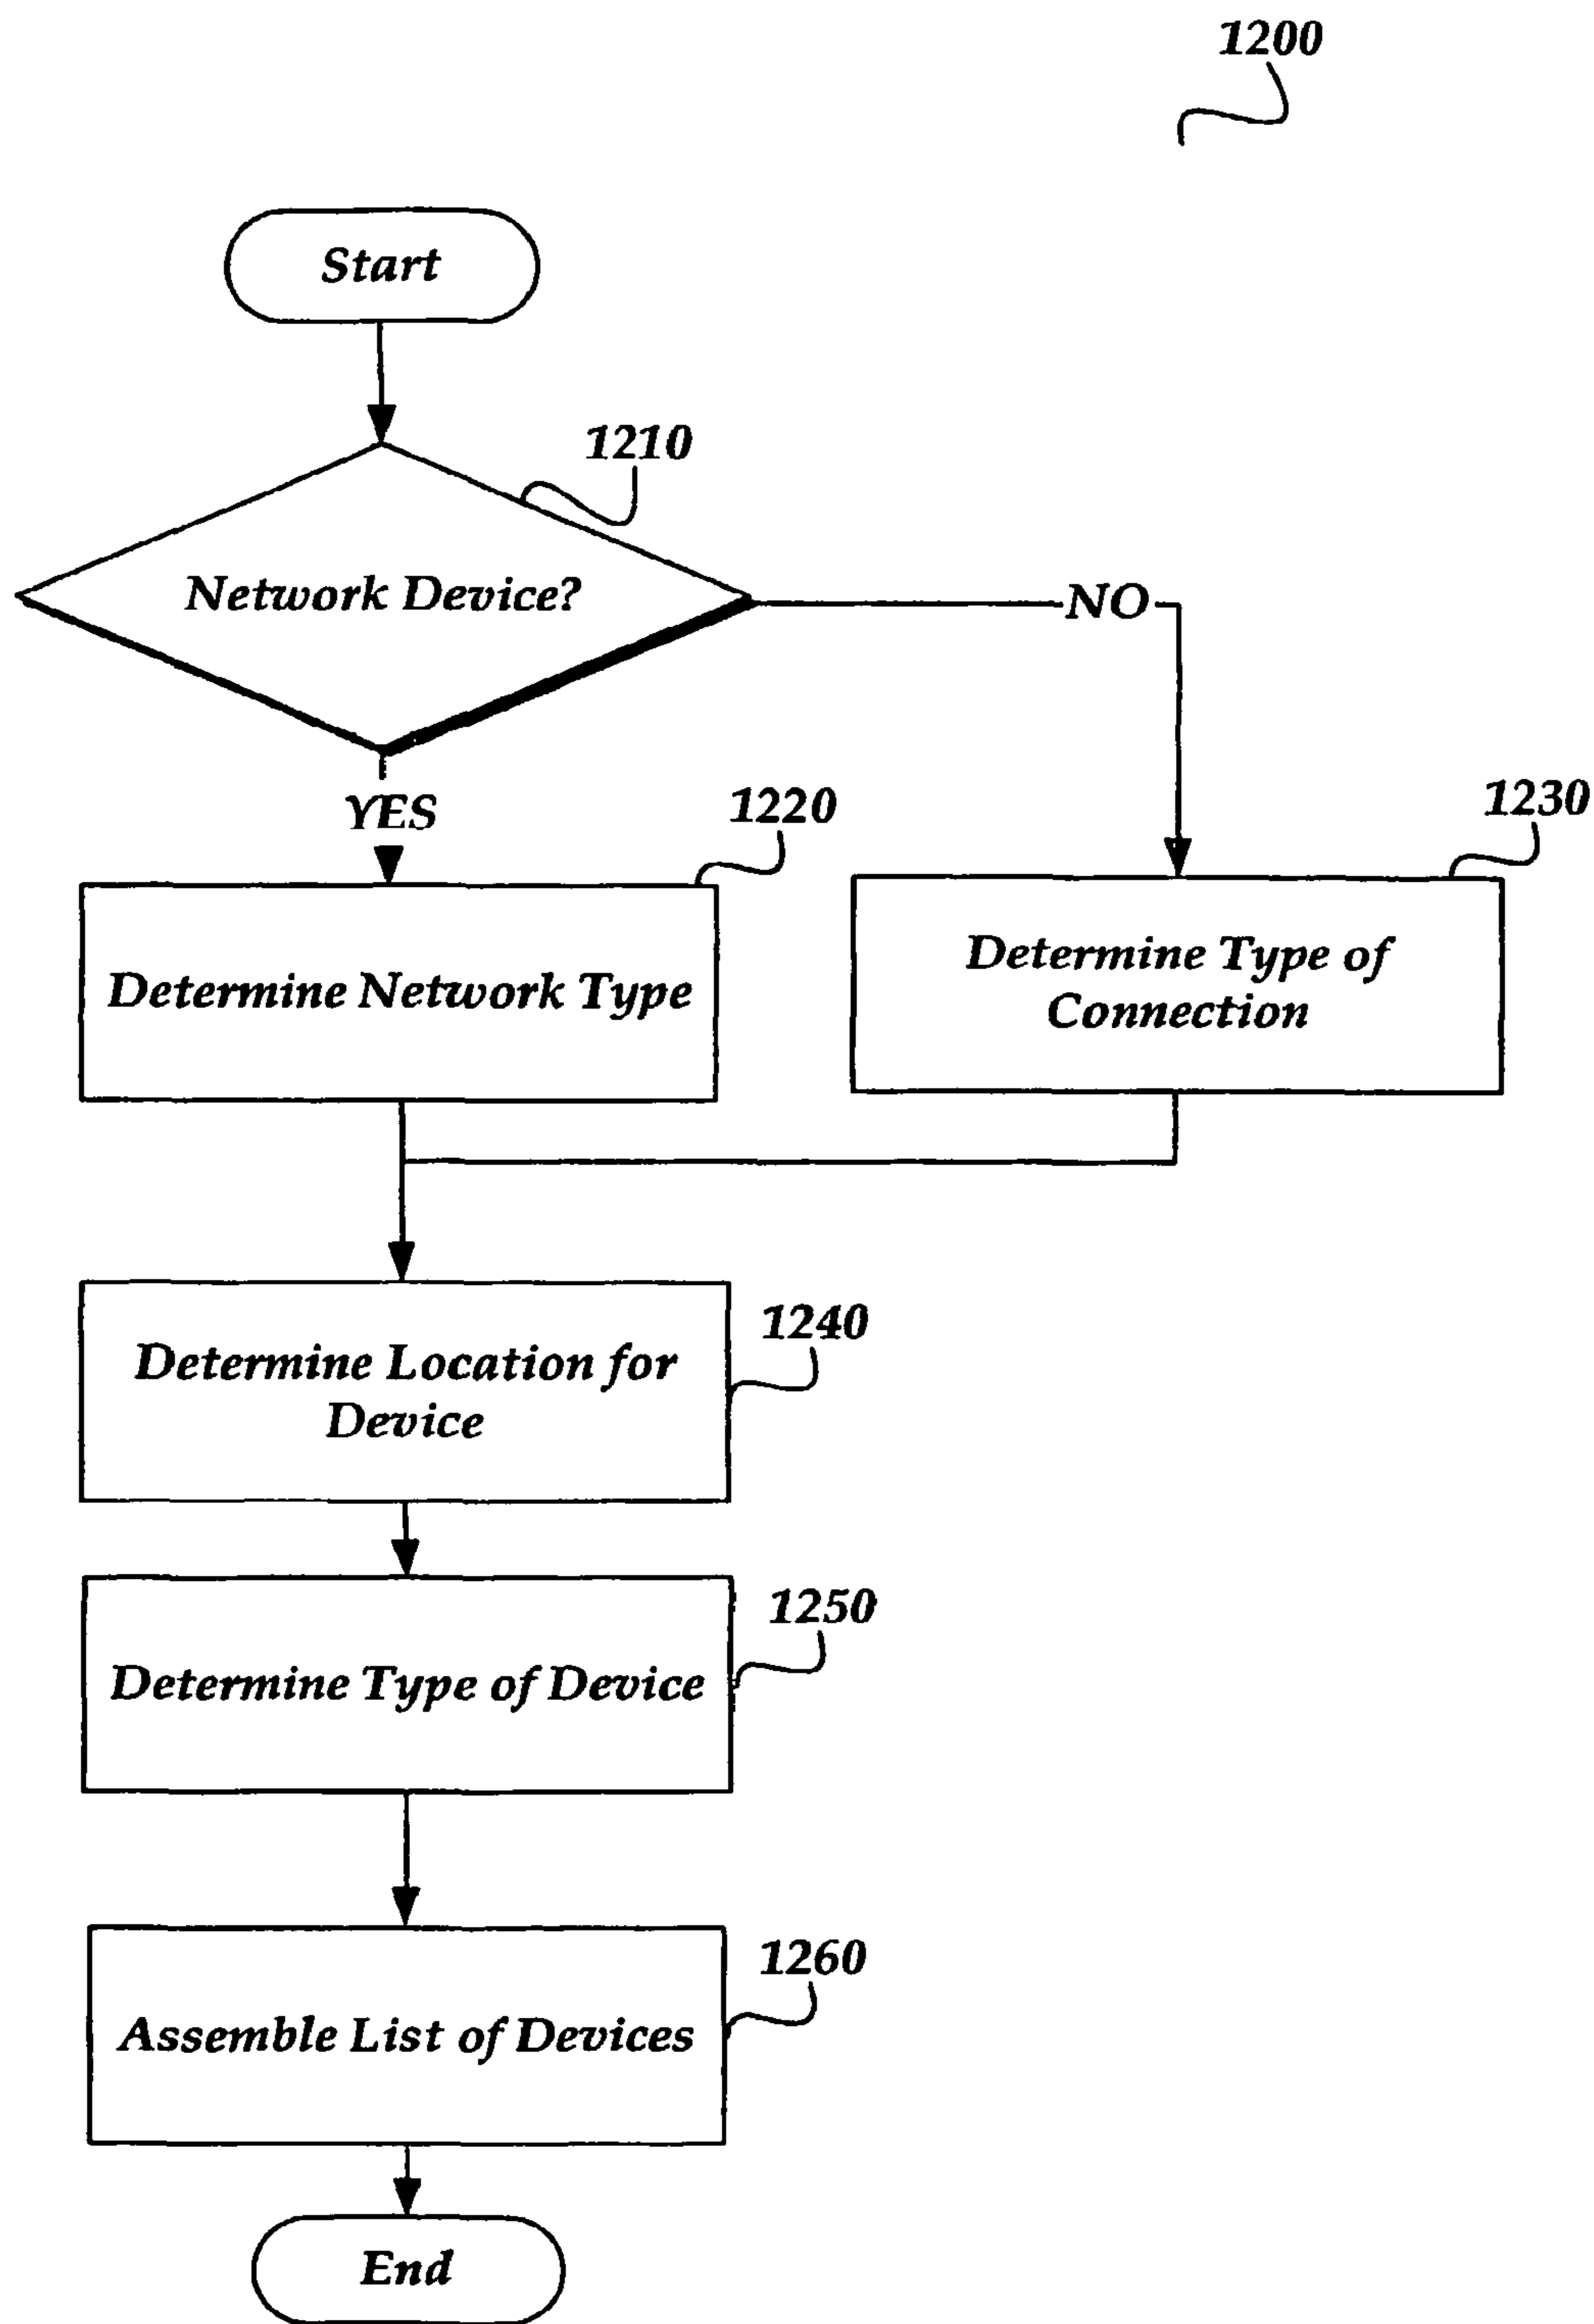 1200
Start
1210
Network Device?
NO
YES
1220
1230
Determine Network Type
Determine Type of
Connection
1240
Determine Location for
Device
1250
Determine Type of Device
1260
Assemble List of Devices
End